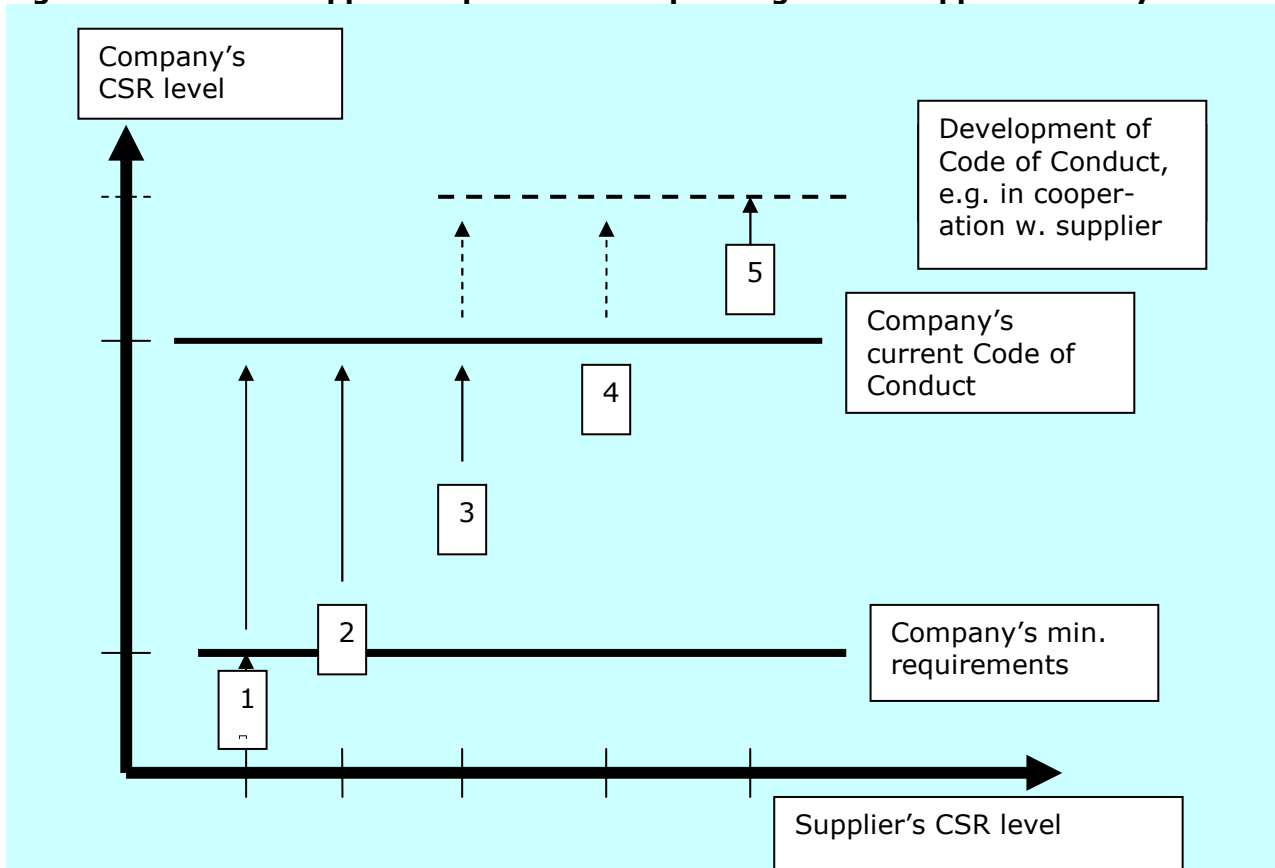 Company's
CSR level
Development of
Code of Conduct,
e.g. in cooper-
ation w. supplier
5
Company's
current Code of
Conduct
4
3
2
Company's min.
requirements
1
Supplier's CSR level